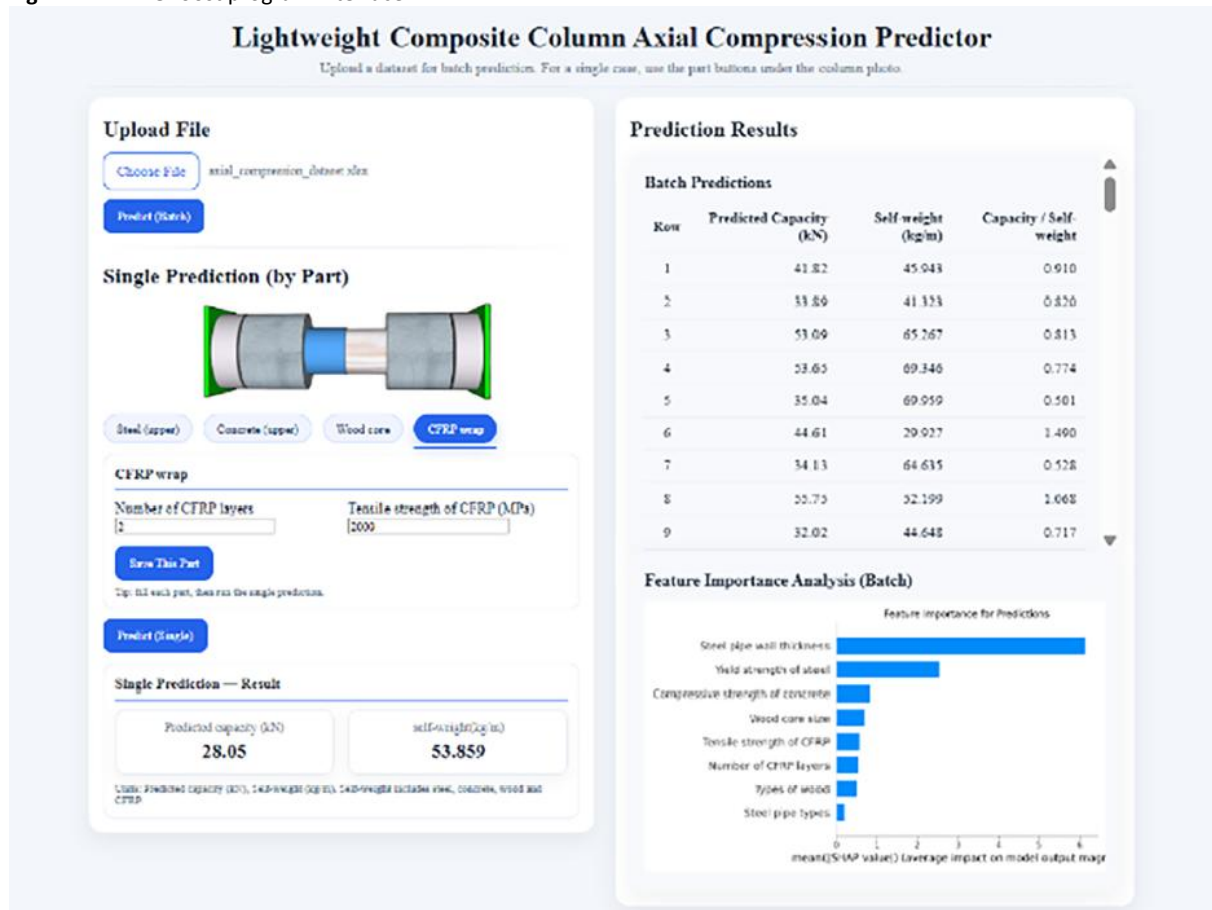 Lightweight Composite Column Axial Compression Predictor
Upload a dataset for batch prediction. For a single case, use the part buttons under the column photo.
Upload File
Choose File axial_compression_dataset.xlsx
Predict (Batch)
Single Prediction (by Part)
Steel (upper) Concrete (upper) Wood core CFRP wrap
CFRP wrap
Number of CFRP layers Tensile strength of CFRP (MPa)
2 2000
Save This Part
Tip: fill each part, then run the single prediction.
Predict (Single)
Single Prediction — Result
Predicted capacity (kN) self-weight(kg/m)
28.05 53.859
Units: Predicted capacity (kN), Self-weight (kg/m). Self-weight includes steel, concrete, wood and
CFRP.
Prediction Results
Batch Predictions
Row Predicted Capacity (kN) Self-weight (kg/m) Capacity / Self-weight
1 41.82 45.943 0.910
2 33.89 41.323 0.820
3 53.09 65.267 0.813
4 53.65 69.346 0.774
5 35.04 69.959 0.501
6 44.61 29.927 1.490
7 34.13 64.635 0.528
8 55.75 52.199 1.068
9 32.02 44.648 0.717
Feature Importance Analysis (Batch)
Feature Importance for Predictions
Steel pipe wall thickness
Yield strength of steel
Compressive strength of concrete
Wood core size
Tensile strength of CFRP
Number of CFRP layers
Types of wood
Steel pipe types
0 1 2 3 4 5 6
mean(|SHAP value|) (average impact on model output magr